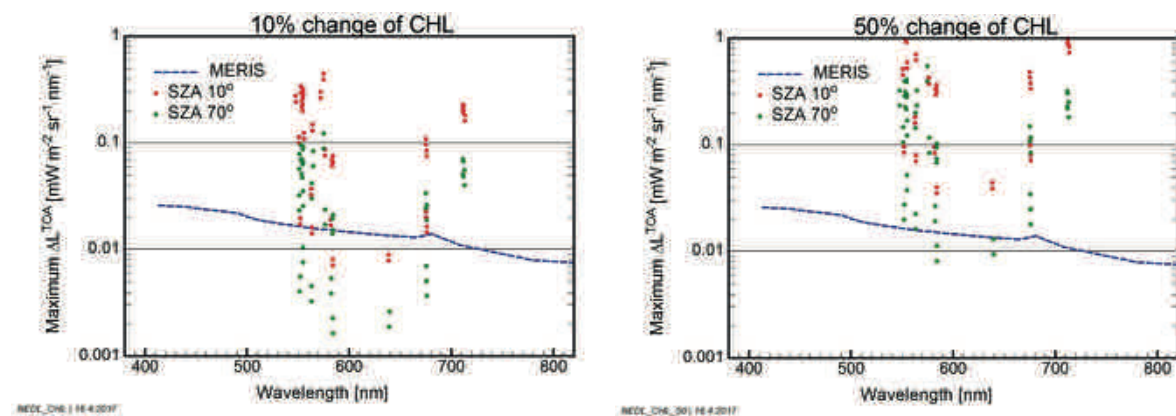 10% change of CHL
Maximum ΔL^TOA [mW m-2 sr-1 nm-1]
1
0.1
0.01
0.001
MERIS
SZA 10°
SZA 70°
400 500 600 700 800
Wavelength [nm]
50% change of CHL
Maximum ΔL^TOA [mW m-2 sr-1 nm-1]
1
0.1
0.01
0.001
MERIS
SZA 10°
SZA 70°
400 500 600 700 800
Wavelength [nm]